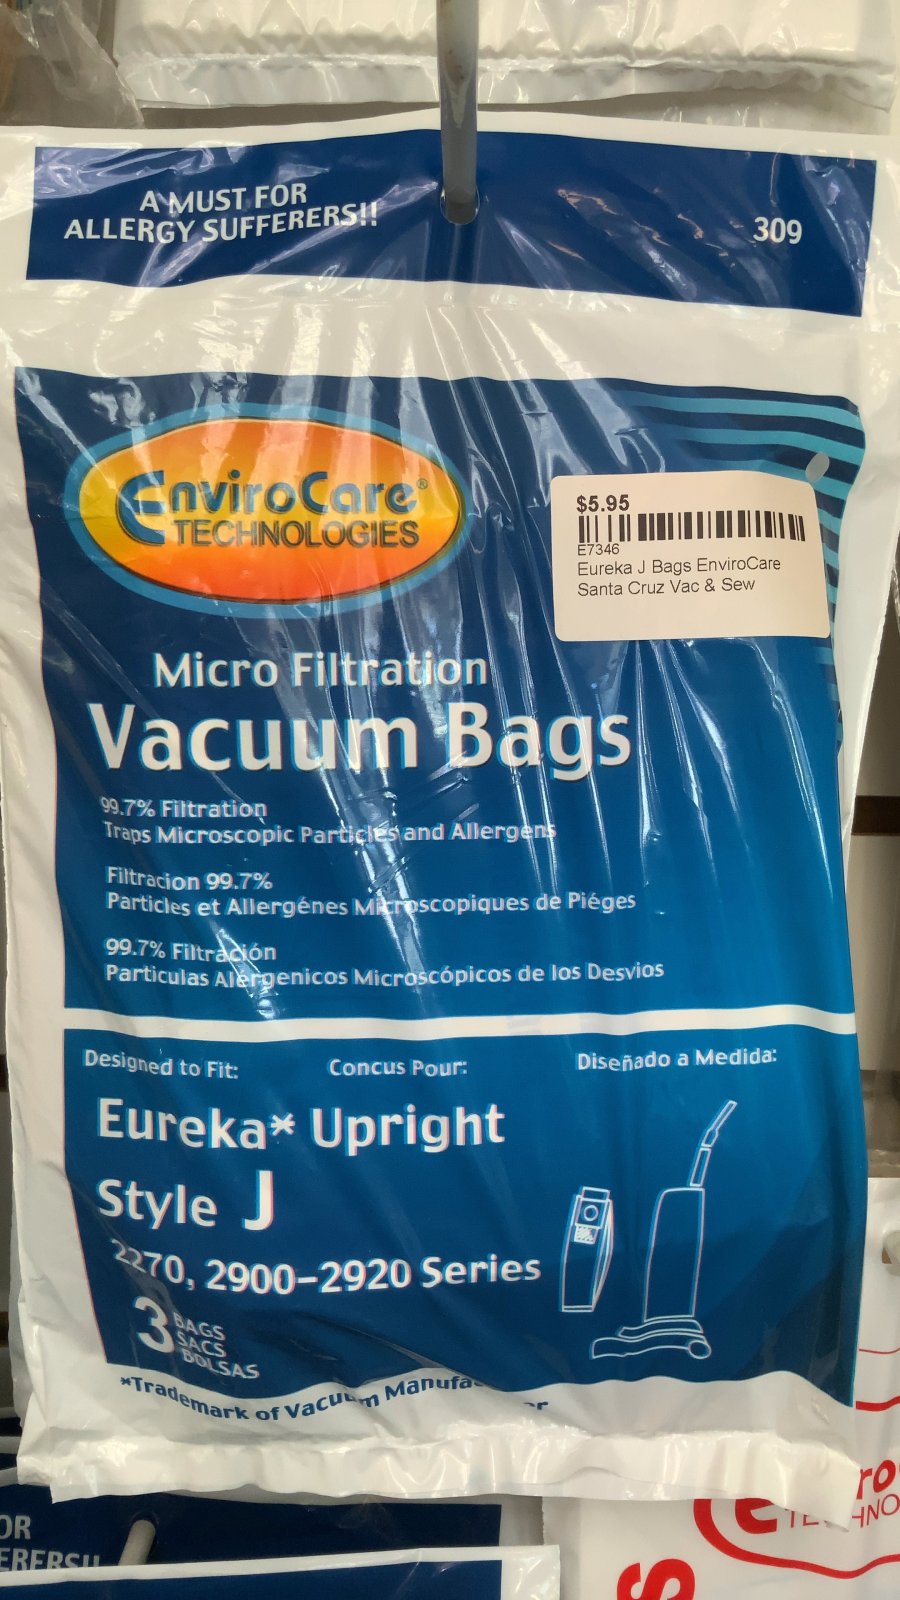 A MUST FOR
ALLERGY SUFFERERS!!
309
EnviroCare®
TECHNOLOGIES
$5.95
E7346
Eureka J Bags EnviroCare
Santa Cruz Vac & Sew
Micro Filtration
Vacuum Bags
99.7% Filtration
Traps Microscopic Particles and Allergens
Filtracion 99.7%
Particles et Allergénes Microscopiques de Piéges
99.7% Filtración
Particulas Alérgenicos Microscópicos de los Desvios
Designed to Fit:
Concus Pour:
Diseñado a Medida:
Eureka* Upright
Style J
2270, 2900-2920 Series
3 BAGS
SACS
BOLSAS
*Trademark of Vacuum